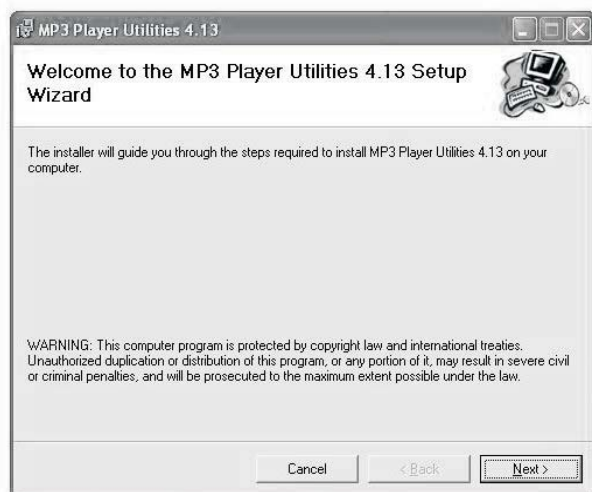 MP3 Player Utilities 4.13
Welcome to the MP3 Player Utilities 4.13 Setup
Wizard
The installer will guide you through the steps required to install MP3 Player Utilities 4.13 on your
computer.
WARNING: This computer program is protected by copyright law and international treaties.
Unauthorized duplication or distribution of this program, or any portion of it, may result in severe civil
or criminal penalties, and will be prosecuted to the maximum extent possible under the law.
Cancel
< Back
Next >